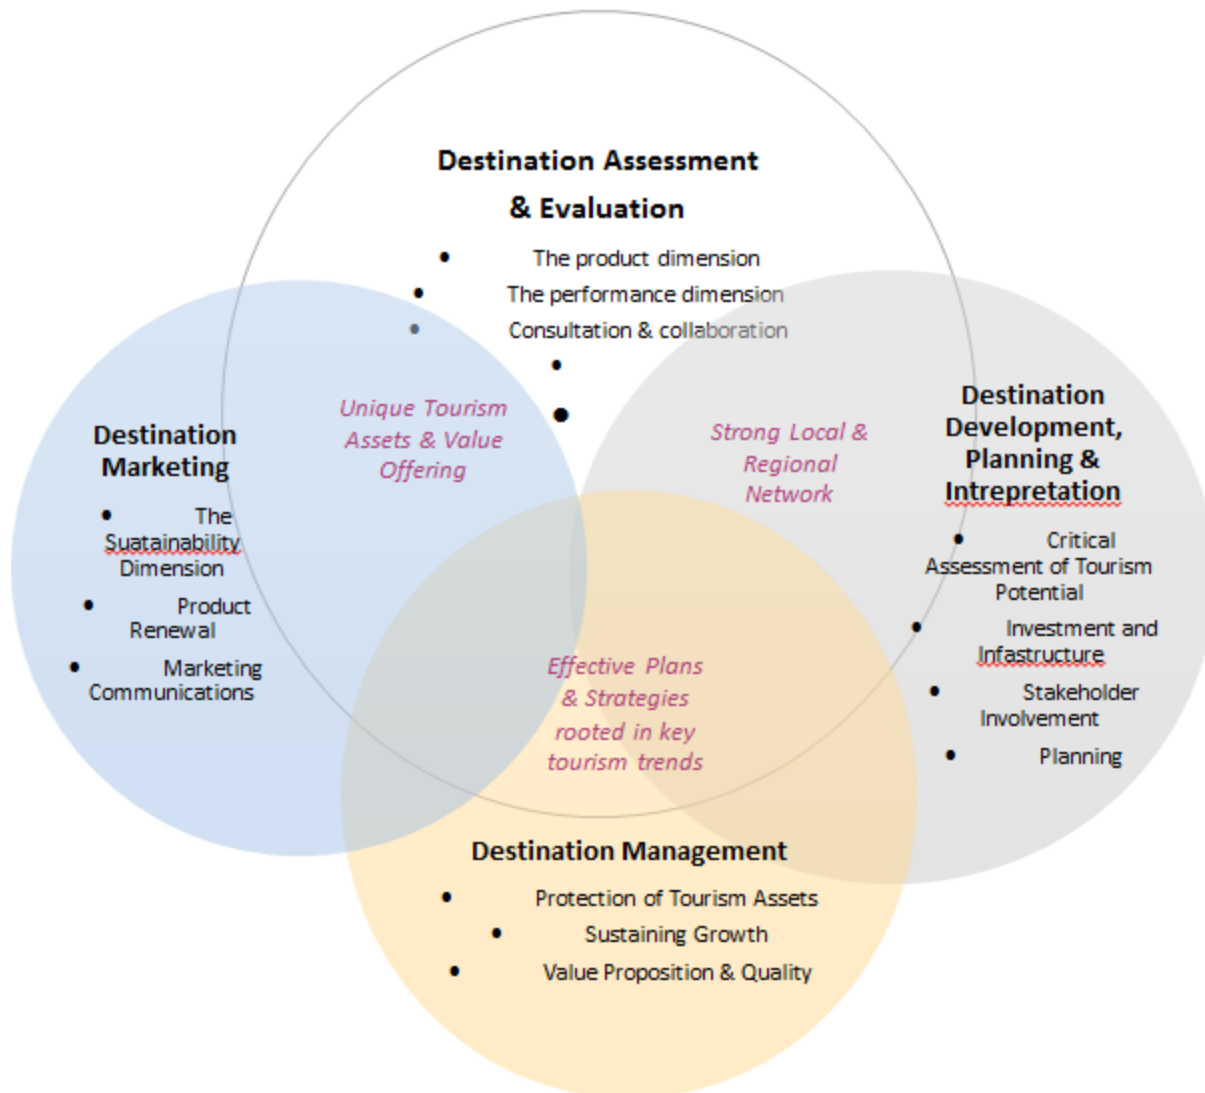 Destination Assessment
& Evaluation
• The product dimension
• The performance dimension
• Consultation & collaboration
•
•
Unique Tourism
Assets & Value
Offering
Strong Local &
Regional
Network
Destination
Marketing
• The
Suatainability
Dimension
• Product
Renewal
• Marketing
Communications
Destination
Development,
Planning &
Intrepretation
• Critical
Assessment of Tourism
Potential
• Investment and
Infastructure
• Stakeholder
Involvement
• Planning
Effective Plans
& Strategies
rooted in key
tourism trends
Destination Management
• Protection of Tourism Assets
• Sustaining Growth
• Value Proposition & Quality